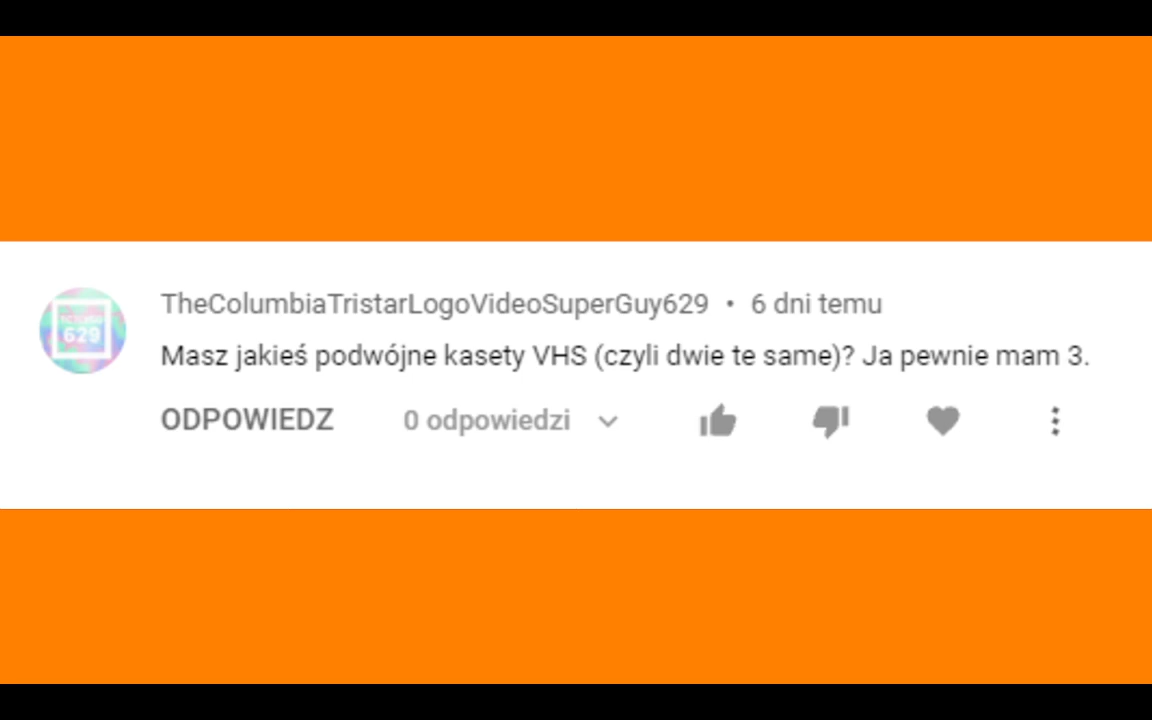 TheColumbiaTristarLogoVideoSuperGuy629 • 6 dni temu
629
Masz jakieś podwójne kasety VHS (czyli dwie te same)? Ja pewnie mam 3.
ODPOWIEDZ 0 odpowiedzi